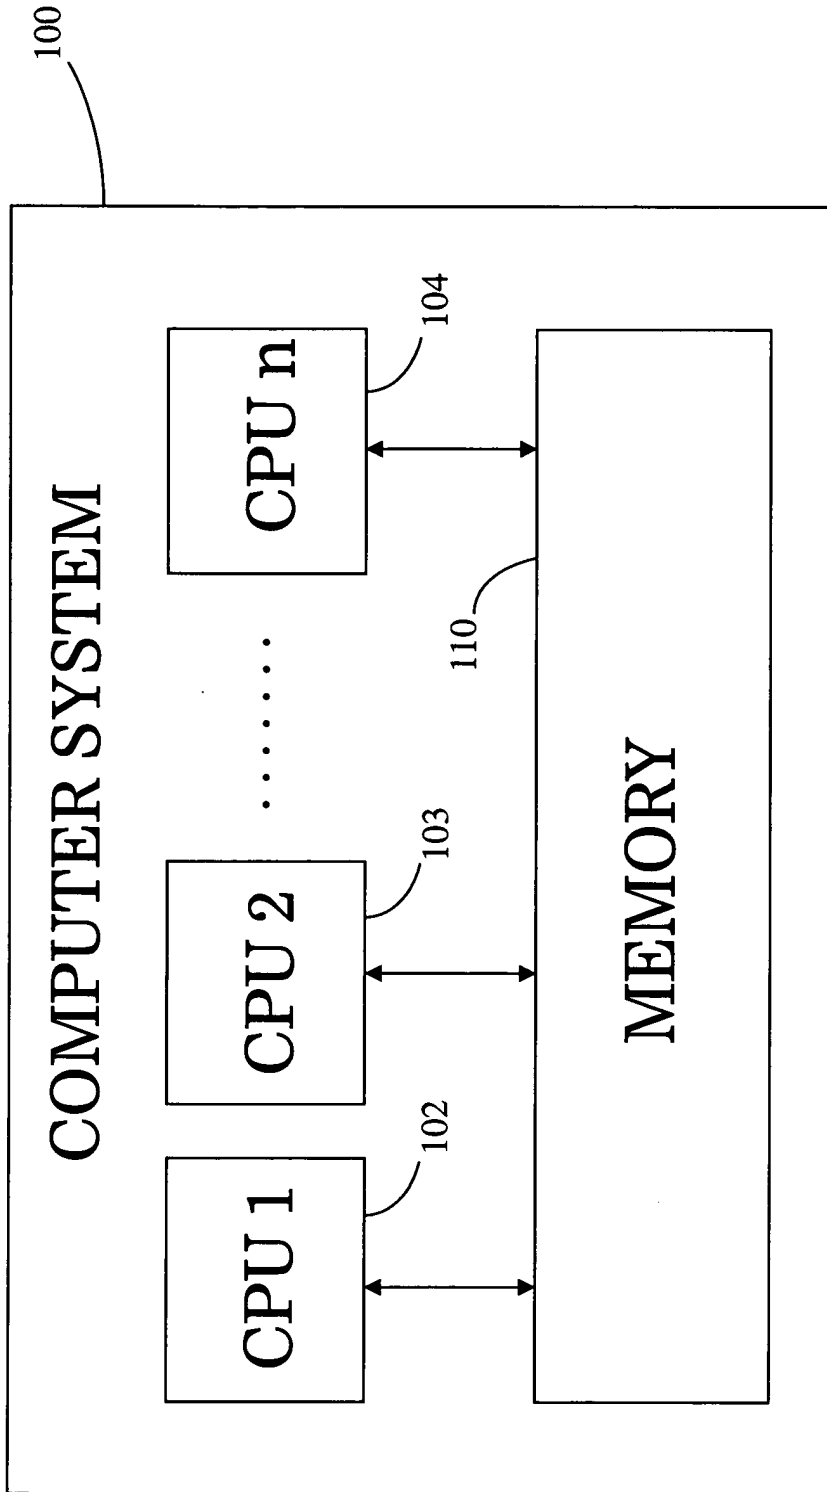 100
COMPUTER SYSTEM
CPU 1
CPU 2
.......
CPU n
102
103
104
110
MEMORY